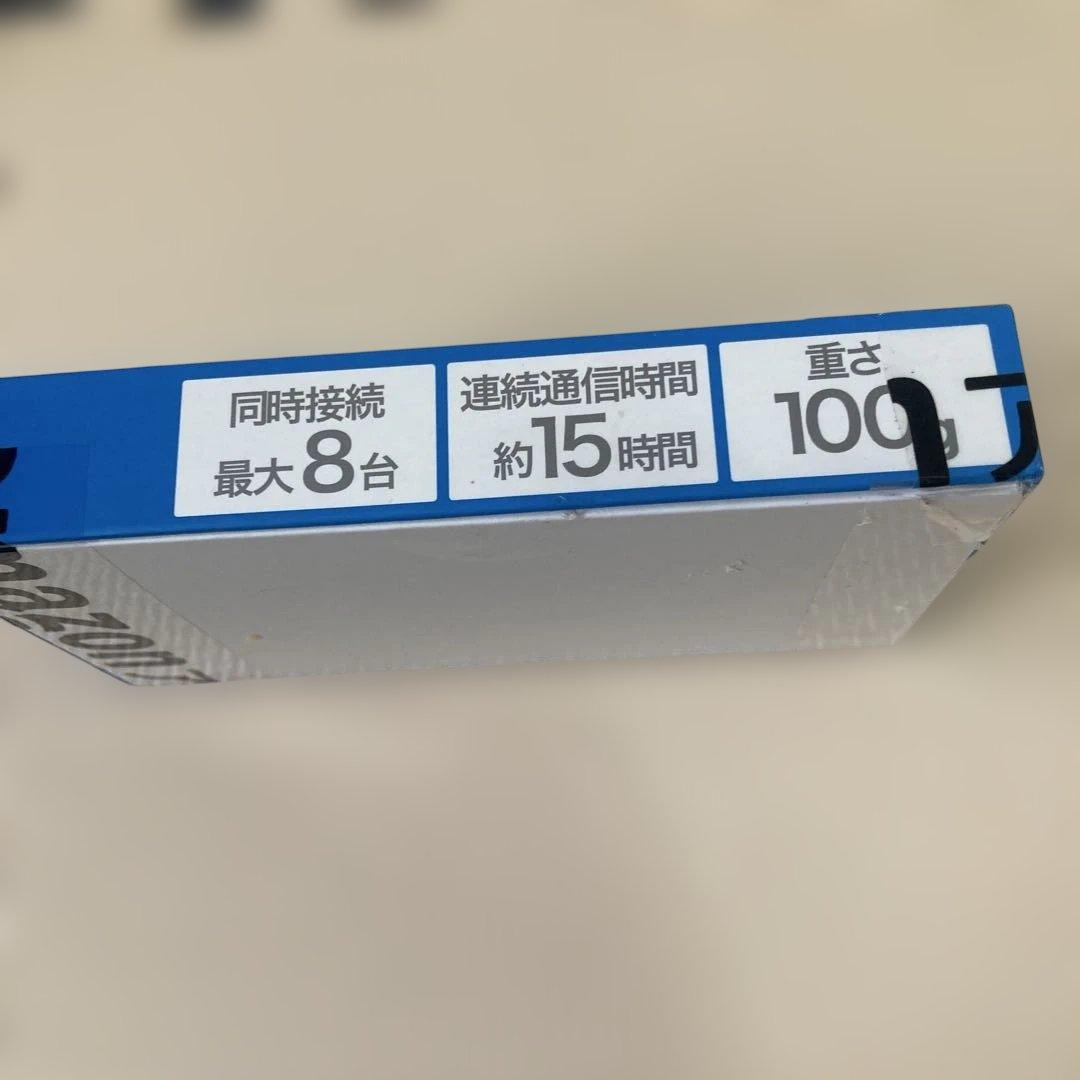 同時接続
最大8台
連続通信時間
約15時間
重さ
100g
mazon